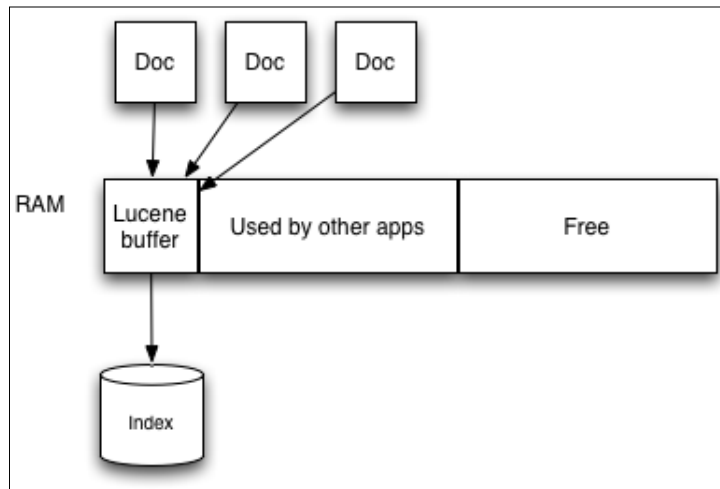 Doc
Doc
Doc
RAM
Lucene
buffer
Used by other apps
Free
Index